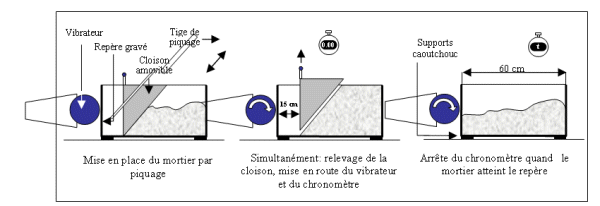 Vibrateur
Repère gravé
Cloison
amovible
Tige de
piquage
Mise en place du mortier par
piquage
0.00
15 cm
Simultanément: relevage de la
cloison, mise en route du vibrateur
et du chronomètre
t
Supports
caoutchouc
60 cm
Arrête du chronomètre quand le
mortier atteint le repère